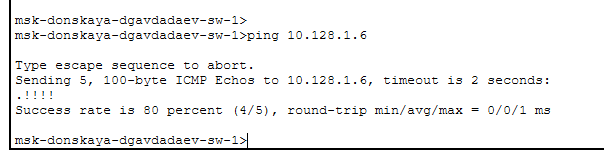 msk-donskaya-dgavdadaev-sw-1>
msk-donskaya-dgavdadaev-sw-1>ping 10.128.1.6
Type escape sequence to abort.
Sending 5, 100-byte ICMP Echos to 10.128.1.6, timeout is 2 seconds:
.!!!!
Success rate is 80 percent (4/5), round-trip min/avg/max = 0/0/1 ms
msk-donskaya-dgavdadaev-sw-1>